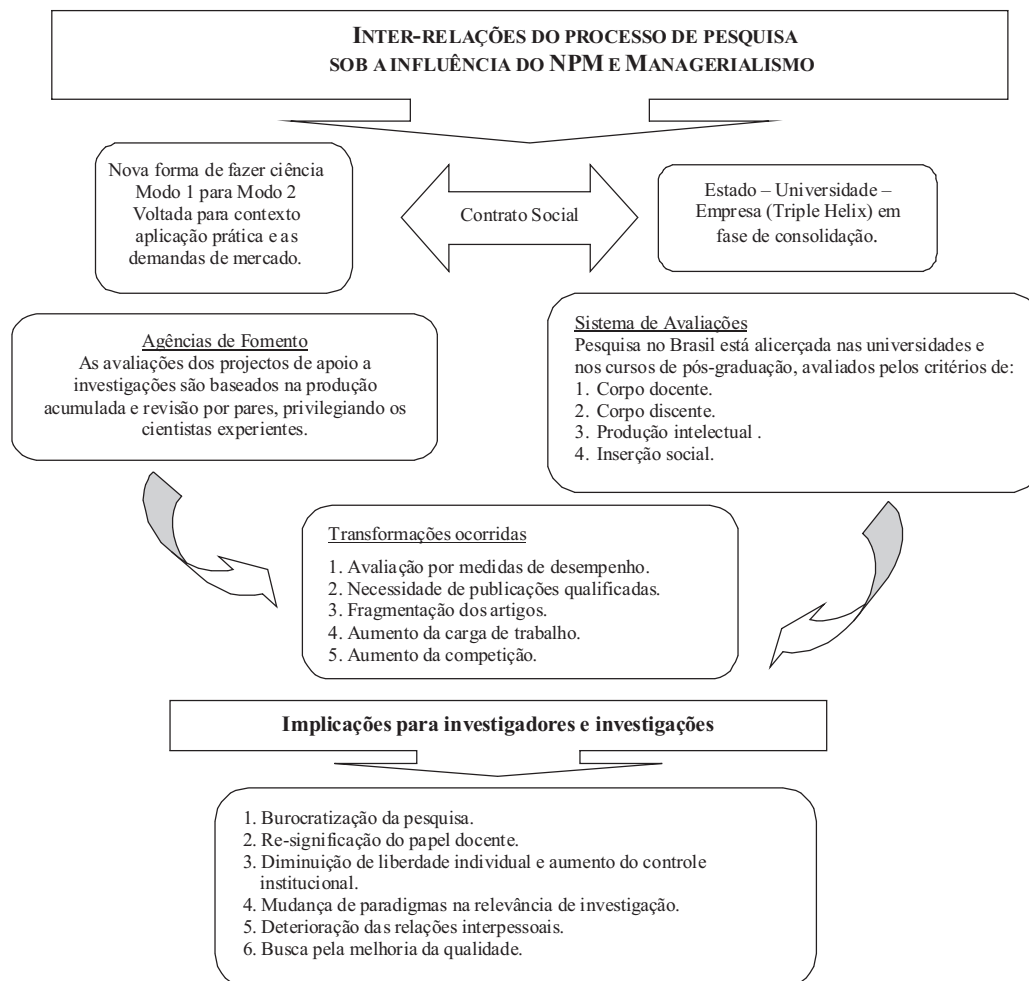 INTER-RELAÇÕES DO PROCESSO DE PESQUISA
SOB A INFLUÊNCIA DO NPM E MANAGERIALISMO
Nova forma de fazer ciência
Modo 1 para Modo 2
Voltada para contexto
aplicação prática e as
demandas de mercado.
Contrato Social
Estado – Universidade –
Empresa (Triple Helix) em
fase de consolidação.
Agências de Fomento
As avaliações dos projectos de apoio a
investigações são baseados na produção
acumulada e revisão por pares, privilegiando os
cientistas experientes.
Sistema de Avaliações
Pesquisa no Brasil está alicerçada nas universidades e
nos cursos de pós-graduação, avaliados pelos critérios de:
1. Corpo docente.
2. Corpo discente.
3. Produção intelectual .
4. Inserção social.
Transformações ocorridas
1. Avaliação por medidas de desempenho.
2. Necessidade de publicações qualificadas.
3. Fragmentação dos artigos.
4. Aumento da carga de trabalho.
5. Aumento da competição.
Implicações para investigadores e investigações
1. Burocratização da pesquisa.
2. Re-significação do papel docente.
3. Diminuição de liberdade individual e aumento do controle
institucional.
4. Mudança de paradigmas na relevância de investigação.
5. Deterioração das relações interpessoais.
6. Busca pela melhoria da qualidade.